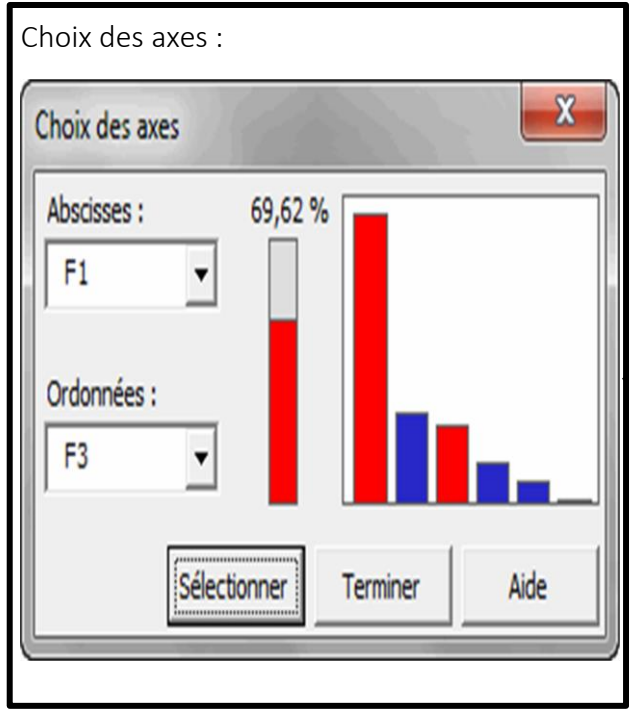 Choix des axes :
Choix des axes
X
Abscisses :
69,62 %
F1
Ordonnées :
F3
Sélectionner
Terminer
Aide